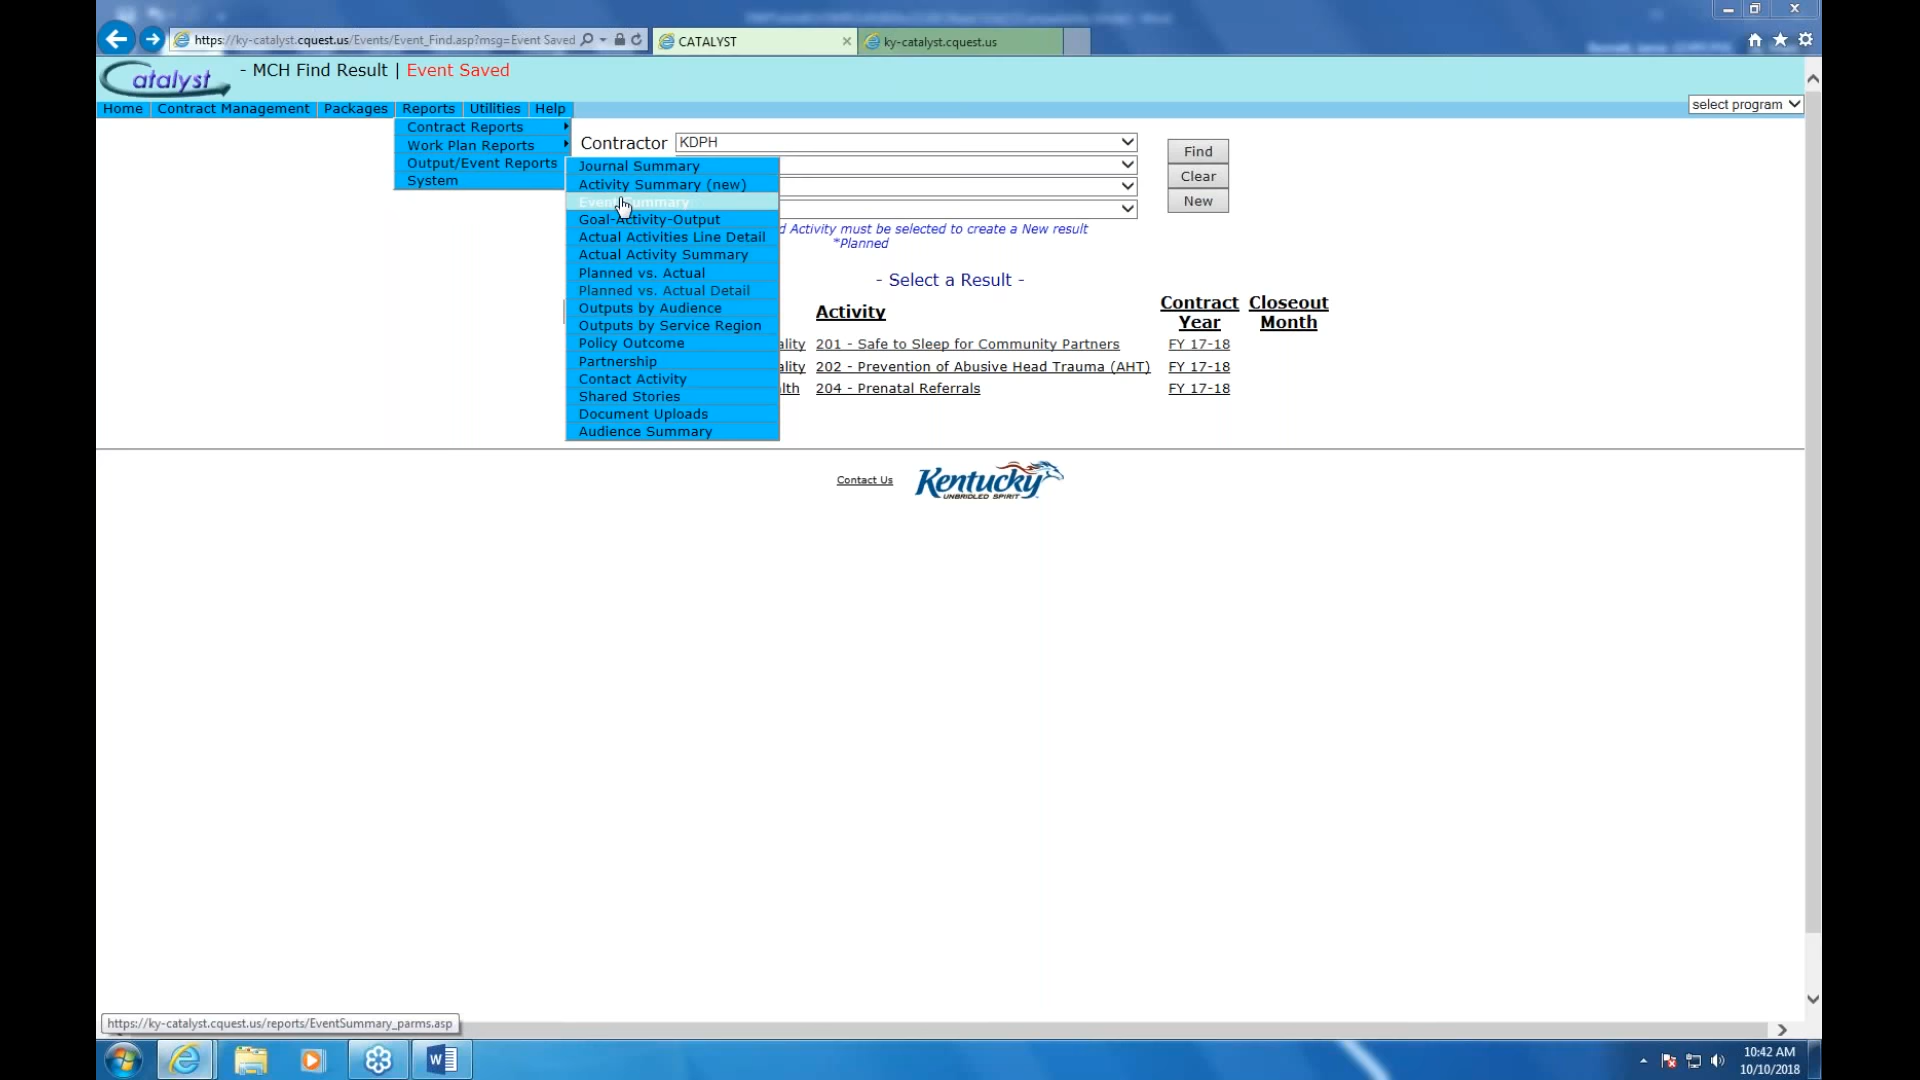 https://ky-catalyst.cquest.us/Events/Event_Find.asp?msg=Event Saved
CATALYST
ky-catalyst.cquest.us
Catalyst - MCH Find Result | Event Saved
Home Contract Management Packages Reports Utilities Help
select program
Contract Reports
Work Plan Reports
Output/Event Reports
System
Journal Summary
Activity Summary (new)
Event Summary
Goal-Activity-Output
Actual Activities Line Detail
Actual Activity Summary
Planned vs. Actual
Planned vs. Actual Detail
Outputs by Audience
Outputs by Service Region
Policy Outcome
Partnership
Contact Activity
Shared Stories
Document Uploads
Audience Summary
Contractor KDPH
Find
Clear
New
d Activity must be selected to create a New result
*Planned
- Select a Result -
Activity Contract Year Closeout Month
ality 201 - Safe to Sleep for Community Partners FY 17-18
ality 202 - Prevention of Abusive Head Trauma (AHT) FY 17-18
lth 204 - Prenatal Referrals FY 17-18
Contact Us
Kentucky
UNBRIDLED SPIRIT
https://ky-catalyst.cquest.us/reports/EventSummary_parms.asp
10:42 AM
10/10/2018